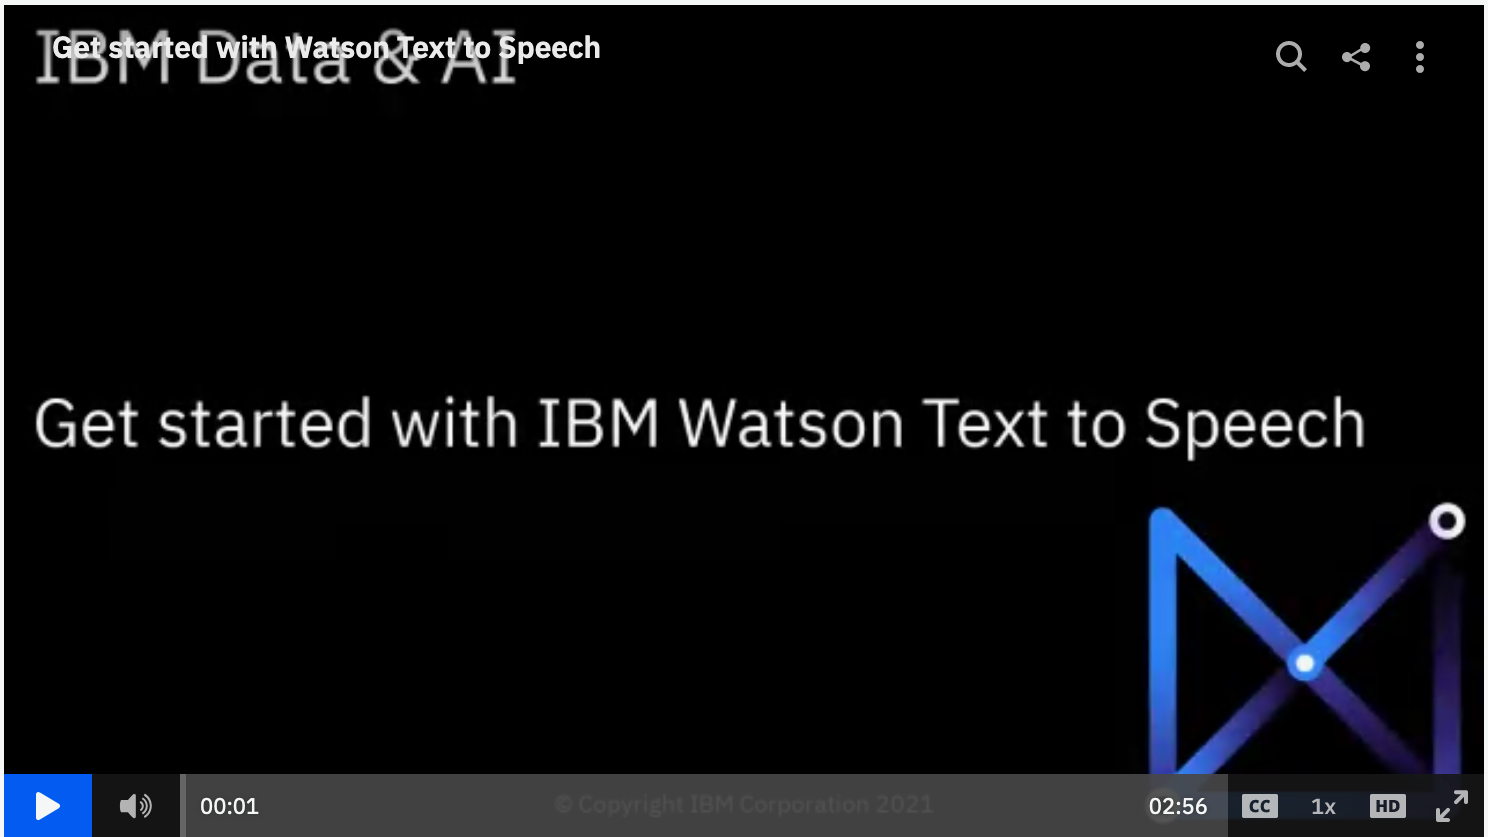 Get started with Watson Text to Speech
IBM Data & AI
Get started with IBM Watson Text to Speech
00:01
© Copyright IBM Corporation 2021
02:56
CC
1x
HD